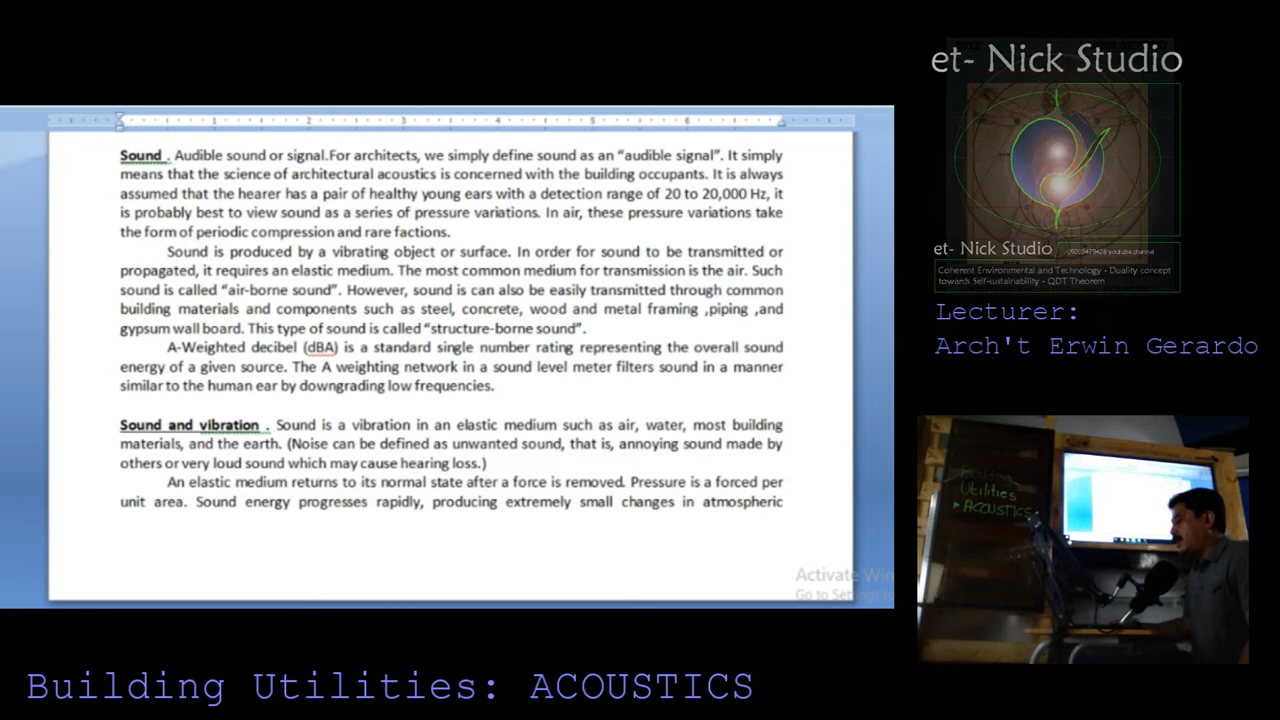 et- Nick Studio
Sound . Audible sound or signal.For architects, we simply define sound as an “audible signal”. It simply
means that the science of architectural acoustics is concerned with the building occupants. It is always
assumed that the hearer has a pair of healthy young ears with a detection range of 20 to 20,000 Hz, it
is probably best to view sound as a series of pressure variations. In air, these pressure variations take
the form of periodic compression and rare factions.
Sound is produced by a vibrating object or surface. In order for sound to be transmitted or
propagated, it requires an elastic medium. The most common medium for transmission is the air. Such
sound is called “air-borne sound”. However, sound is can also be easily transmitted through common
building materials and components such as steel, concrete, wood and metal framing ,piping ,and
gypsum wall board. This type of sound is called “structure-borne sound”.
A-Weighted decibel (dBA) is a standard single number rating representing the overall sound
energy of a given source. The A weighting network in a sound level meter filters sound in a manner
similar to the human ear by downgrading low frequencies.
Sound and vibration . Sound is a vibration in an elastic medium such as air, water, most building
materials, and the earth. (Noise can be defined as unwanted sound, that is, annoying sound made by
others or very loud sound which may cause hearing loss.)
An elastic medium returns to its normal state after a force is removed. Pressure is a forced per
unit area. Sound energy progresses rapidly, producing extremely small changes in atmospheric
Activate Win
Go to Settings
et- Nick Studio
09205479428 youtube channel
Coherent Environmental and Technology - Duality concept
towards Self-sustainability - QDT Theorem
Lecturer:
Arch't Erwin Gerardo
Utilities
ACOUSTICS
Building Utilities: ACOUSTICS